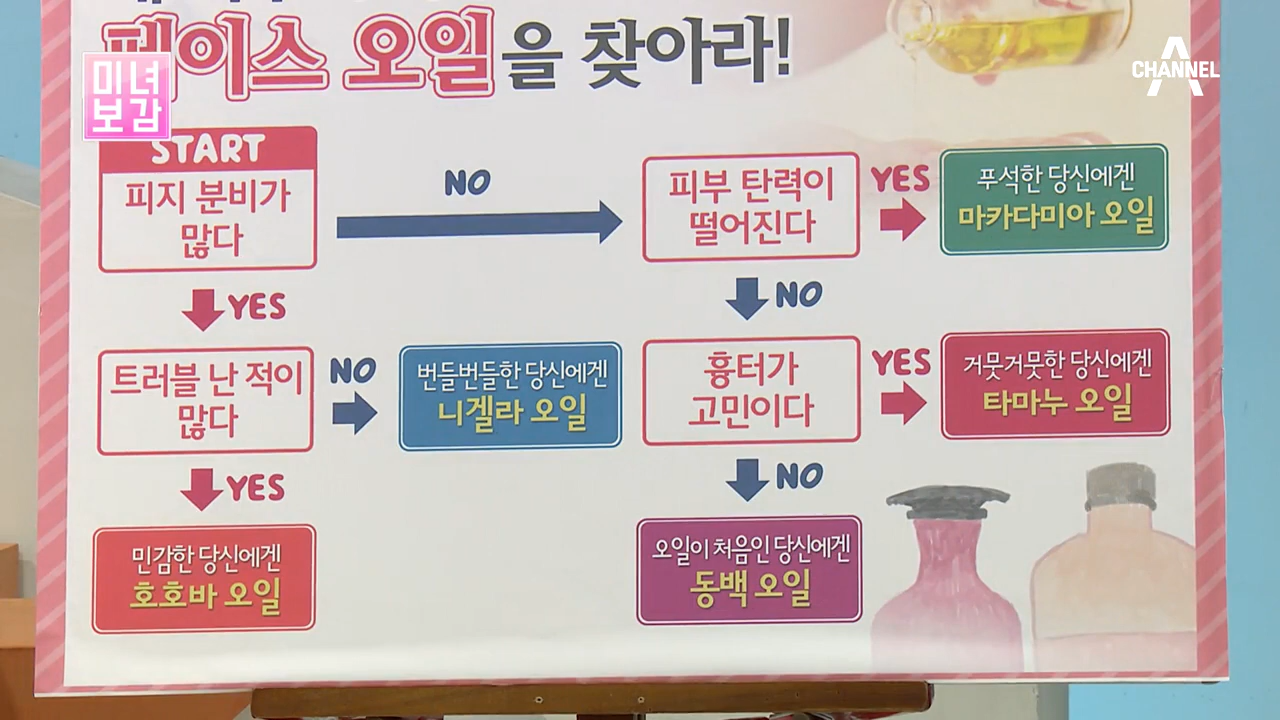 페이스 오일을 찾아라!
미녀
보감
CHANNEL A
START
피지 분비가
많다
NO
피부 탄력이
떨어진다
YES
푸석한 당신에겐
마카다미아 오일
YES
NO
트러블 난 적이
많다
NO
번들번들한 당신에겐
니겔라 오일
흉터가
고민이다
YES
거뭇거뭇한 당신에겐
타마누 오일
YES
NO
민감한 당신에겐
호호바 오일
오일이 처음인 당신에겐
동백 오일